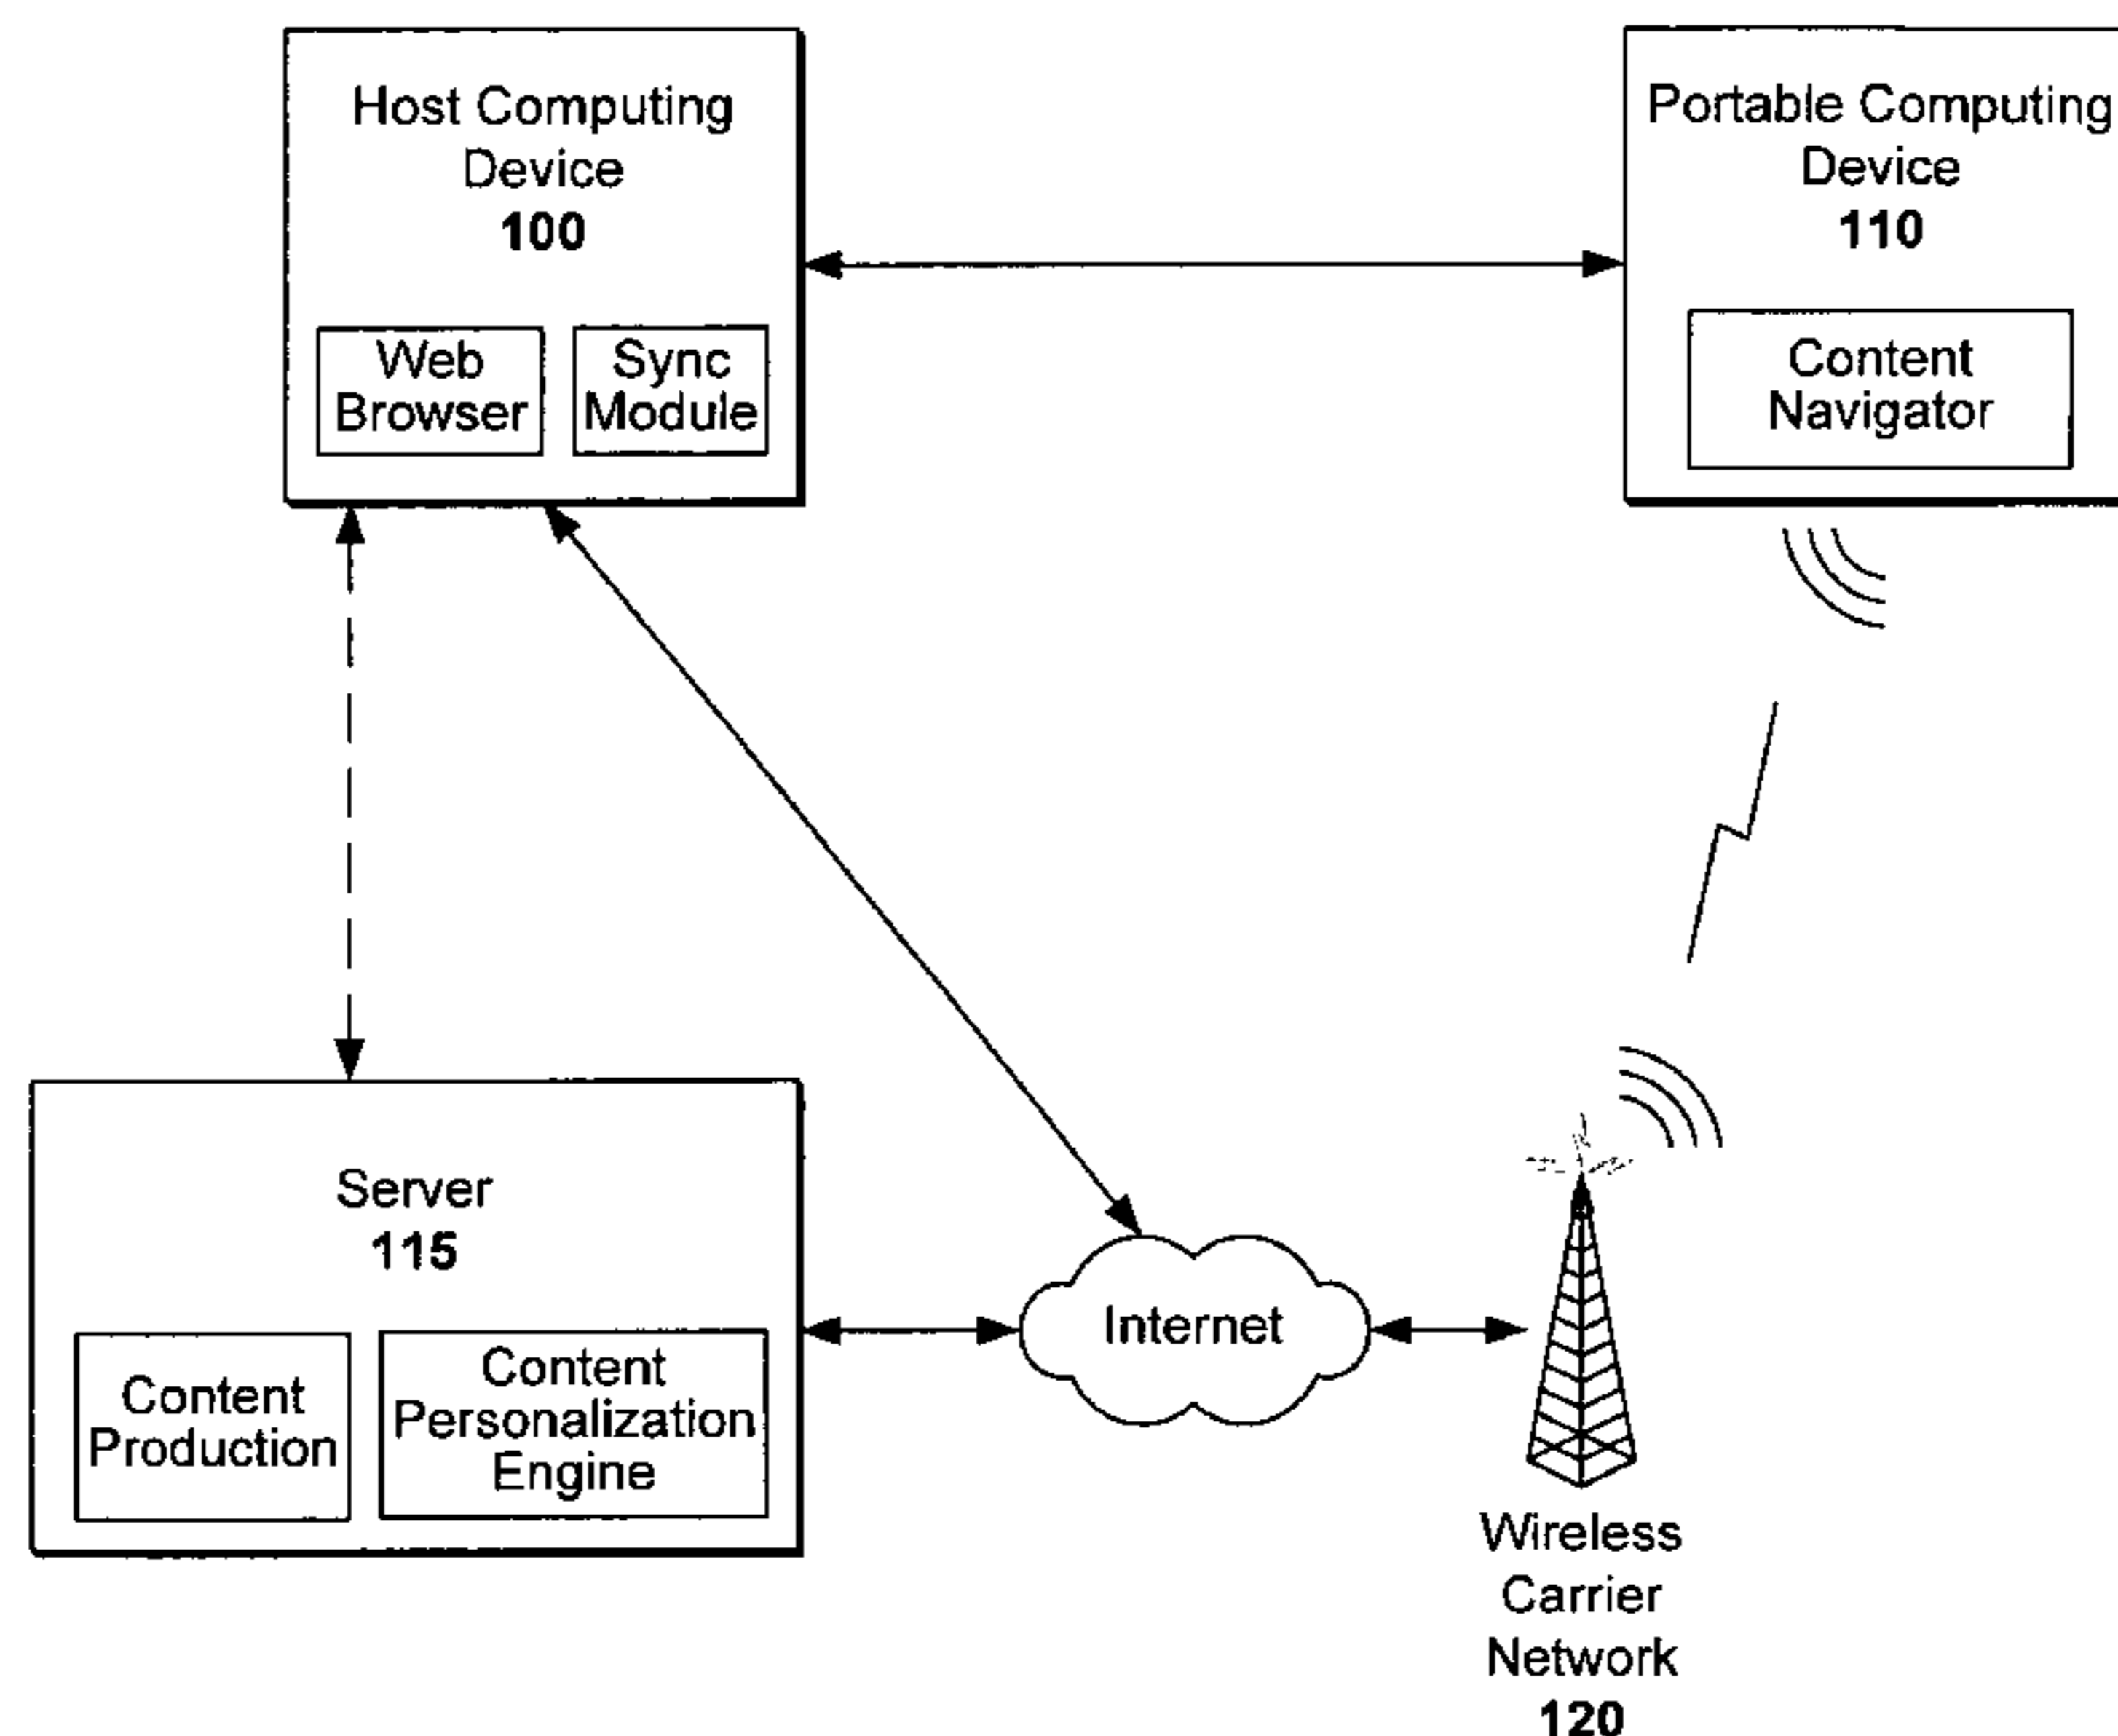 Host Computing
Device
100
Web
Browser
Sync
Module
Portable Computing
Device
110
Content
Navigator
Server
115
Content
Production
Content
Personalization
Engine
Internet
Wireless
Carrier
Network
120